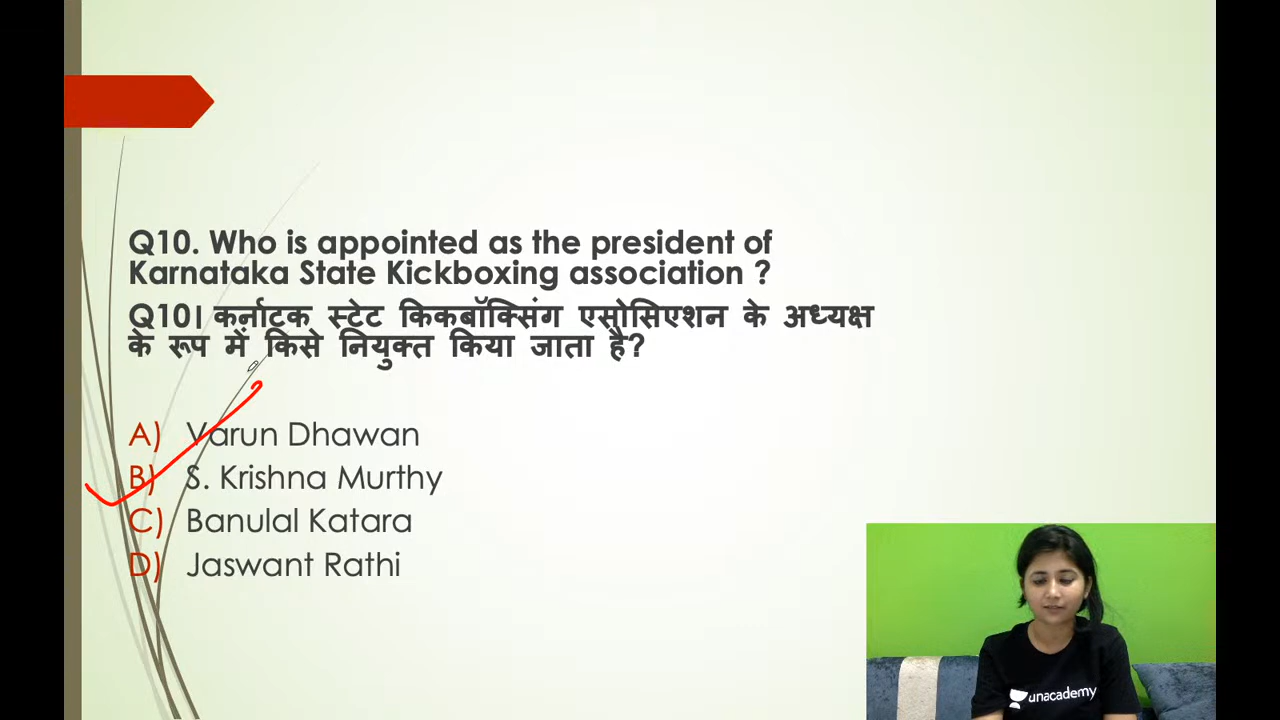 Q10. Who is appointed as the president of
Karnataka State Kickboxing association ?
Q10। कर्नाटक स्टेट किकबॉक्सिंग एसोसिएशन के अध्यक्ष
के रूप में किसे नियुक्त किया जाता है?
A) Varun Dhawan
B) S. Krishna Murthy
C) Banulal Katara
D) Jaswant Rathi
unacademy